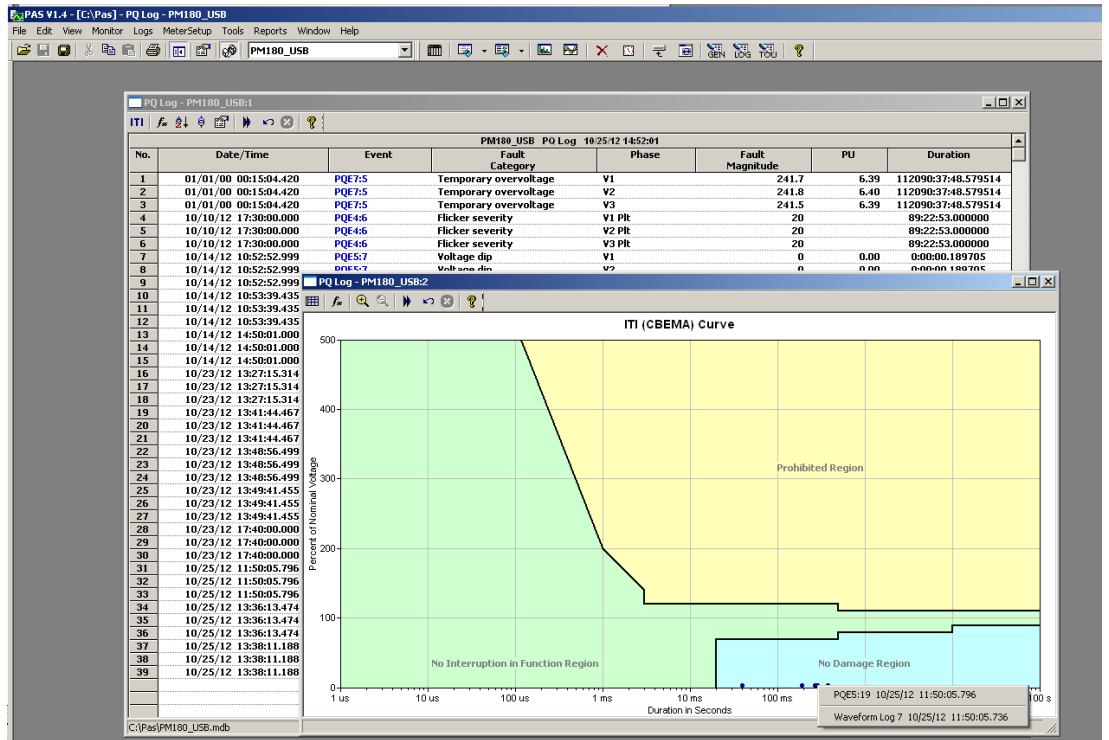 PAS V1.4 - [C:\Pas] - PQ Log - PM180_USB
File Edit View Monitor Logs MeterSetup Tools Reports Window Help
PM180_USB GEN LOG TOU
PQ Log - PM180_USB:1
ITI
PM180_USB PQ Log 10/25/12 14:52:01
No. Date/Time Event Fault Category Phase Fault Magnitude PU Duration
1 01/01/00 00:15:04.420 PQE7:5 Temporary overvoltage V1 241.7 6.39 112090:37:48.579514
2 01/01/00 00:15:04.420 PQE7:5 Temporary overvoltage V2 241.8 6.40 112090:37:48.579514
3 01/01/00 00:15:04.420 PQE7:5 Temporary overvoltage V3 241.5 6.39 112090:37:48.579514
4 10/10/12 17:30:00.000 PQE4:6 Flicker severity V1 Plt 20 89:22:53.000000
5 10/10/12 17:30:00.000 PQE4:6 Flicker severity V2 Plt 20 89:22:53.000000
6 10/10/12 17:30:00.000 PQE4:6 Flicker severity V3 Plt 20 89:22:53.000000
7 10/14/12 10:52:52.999 PQE5:7 Voltage dip V1 0 0.00 0:00:00.189705
8 10/14/12 10:52:52.999 PQE5:7 Voltage dip V2 0 0.00 0:00:00.189705
9 10/14/12 10:52:52.999
10 10/14/12 10:53:39.435
11 10/14/12 10:53:39.435
12 10/14/12 10:53:39.435
13 10/14/12 14:50:01.000
14 10/14/12 14:50:01.000
15 10/14/12 14:50:01.000
16 10/23/12 13:27:15.314
17 10/23/12 13:27:15.314
18 10/23/12 13:27:15.314
19 10/23/12 13:41:44.467
20 10/23/12 13:41:44.467
21 10/23/12 13:41:44.467
22 10/23/12 13:48:56.499
23 10/23/12 13:48:56.499
24 10/23/12 13:48:56.499
25 10/23/12 13:49:41.455
26 10/23/12 13:49:41.455
27 10/23/12 13:49:41.455
28 10/23/12 17:40:00.000
29 10/23/12 17:40:00.000
30 10/23/12 17:40:00.000
31 10/25/12 11:50:05.796
32 10/25/12 11:50:05.796
33 10/25/12 11:50:05.796
34 10/25/12 13:36:13.474
35 10/25/12 13:36:13.474
36 10/25/12 13:36:13.474
37 10/25/12 13:38:11.188
38 10/25/12 13:38:11.188
39 10/25/12 13:38:11.188
C:\Pas\PM180_USB.mdb
PQ Log - PM180_USB:2
ITI (CBEMA) Curve
500
400
300
200
100
0
Percent of Nominal Voltage
Prohibited Region
No Interruption in Function Region
No Damage Region
1 us 10 us 100 us 1 ms 10 ms 100 ms 100 s
Duration in Seconds
PQE5:19 10/25/12 11:50:05.796
Waveform Log 7 10/25/12 11:50:05.736